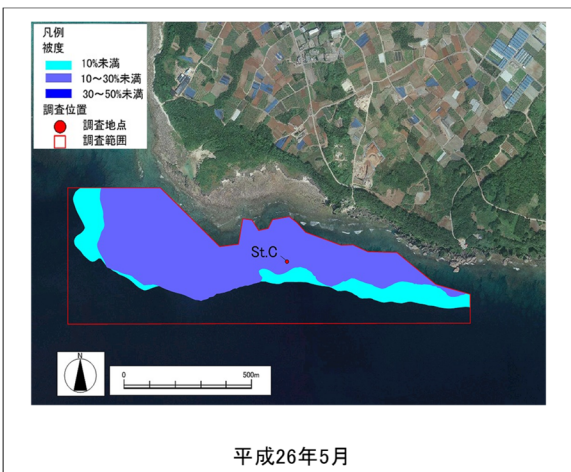 凡例
被度
10%未満
10～30%未満
30～50%未満
調査位置
調査地点
調査範囲
St.C
N
0 500m
平成26年5月